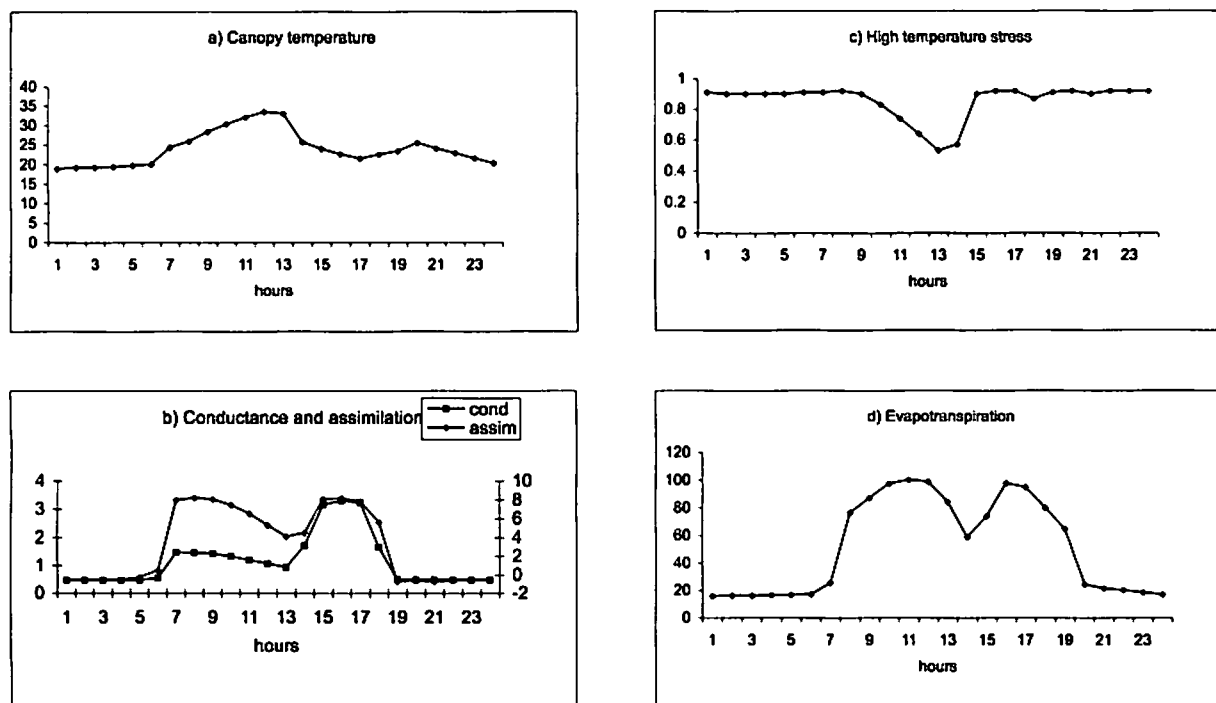 a) Canopy temperature
40
35
30
25
20
15
10
5
0
1 3 5 7 9 11 13 15 17 19 21 23
hours
c) High temperature stress
1
0.8
0.6
0.4
0.2
0
1 3 5 7 9 11 13 15 17 19 21 23
hours
b) Conductance and assimilation
cond
assim
4
3
2
1
0
10
8
6
4
2
0
-2
1 3 5 7 9 11 13 15 17 19 21 23
hours
d) Evapotranspiration
120
100
80
60
40
20
0
1 3 5 7 9 11 13 15 17 19 21 23
hours